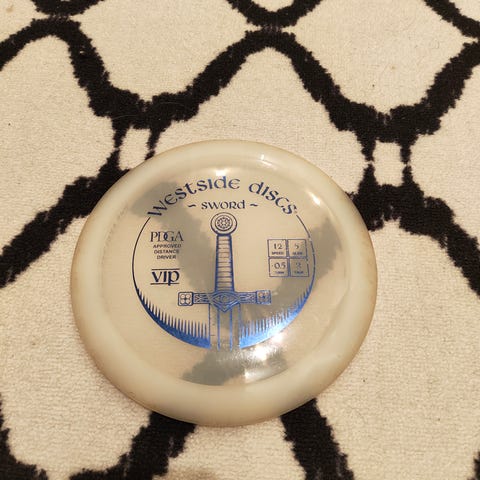 Westside discs
~ SWORD ~
PDGA
APPROVED
DISTANCE
DRIVER
VIP
12 5
SPEED GLIDE
-0.5 2
TURN FADE